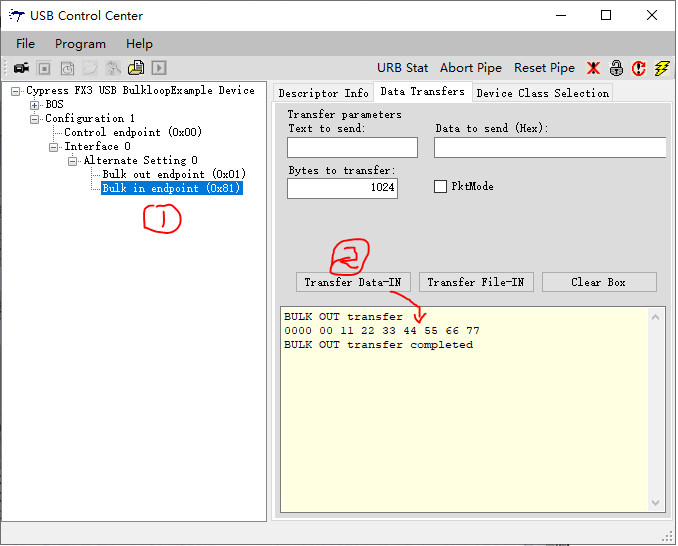 USB Control Center
File Program Help
URB Stat Abort Pipe Reset Pipe
Cypress FX3 USB BulkloopExample Device
BOS
Configuration 1
Control endpoint (0x00)
Interface 0
Alternate Setting 0
Bulk out endpoint (0x01)
Bulk in endpoint (0x81)
1
Descriptor Info Data Transfers Device Class Selection
Transfer parameters
Text to send: Data to send (Hex):
Bytes to transfer:
1024 PktMode
2
Transfer Data-IN Transfer File-IN Clear Box
BULK OUT transfer
0000 00 11 22 33 44 55 66 77
BULK OUT transfer completed